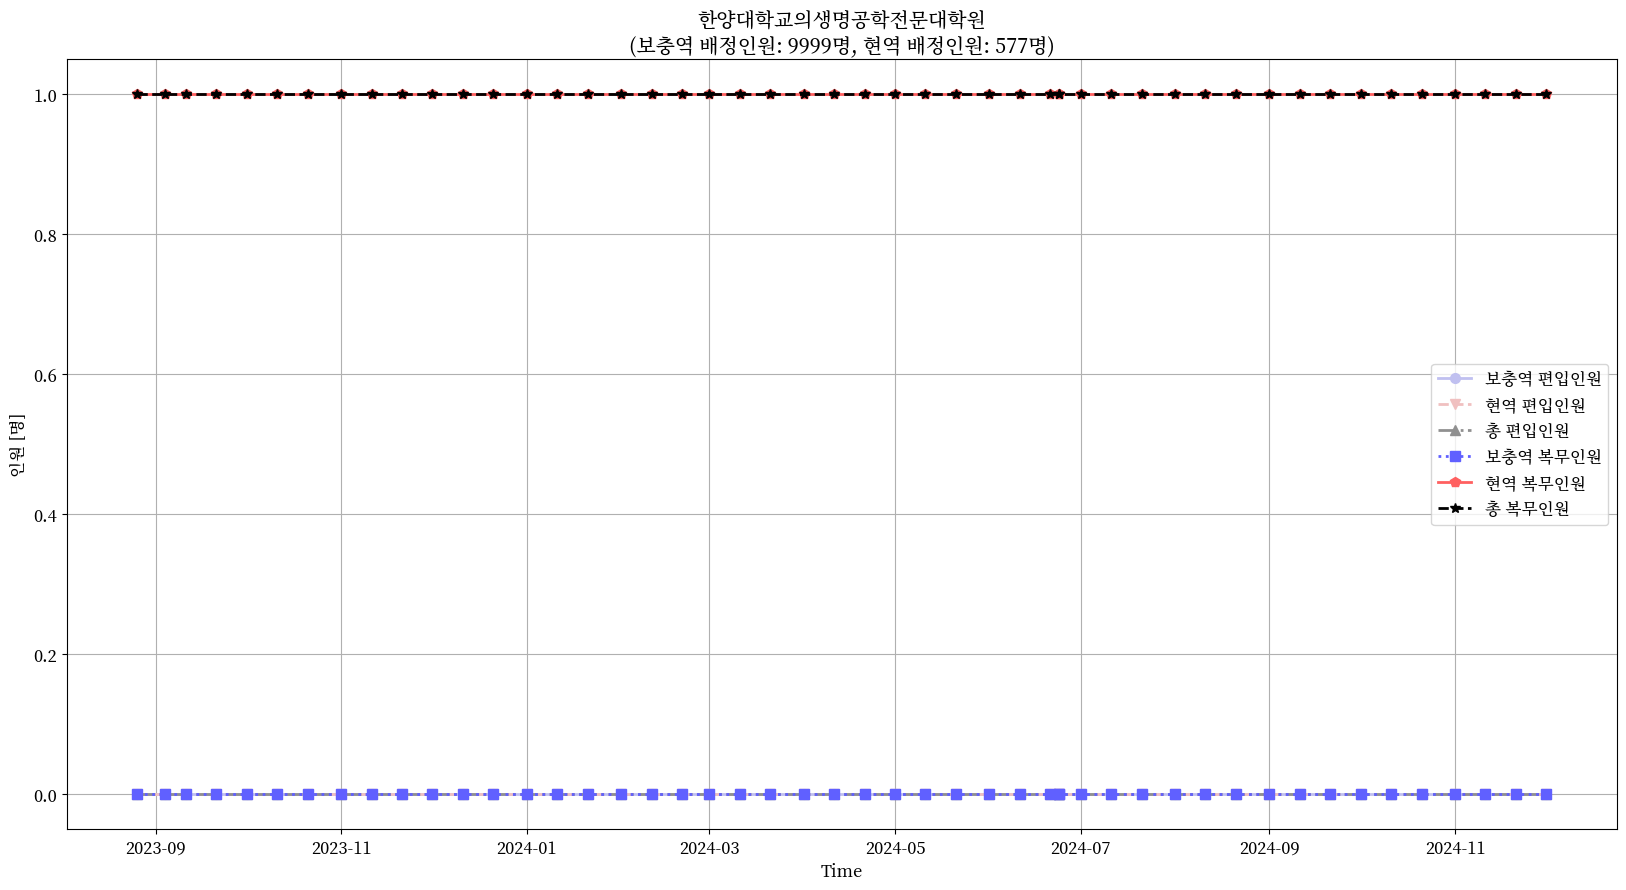 한양대학교의생명공학전문대학원
(보충역 배정인원: 9999명, 현역 배정인원: 577명)
1.0
0.8
0.6
0.4
0.2
0.0
인원 [명]
보충역 편입인원
현역 편입인원
총 편입인원
보충역 복무인원
현역 복무인원
총 복무인원
2023-09
2023-11
2024-01
2024-03
2024-05
2024-07
2024-09
2024-11
Time